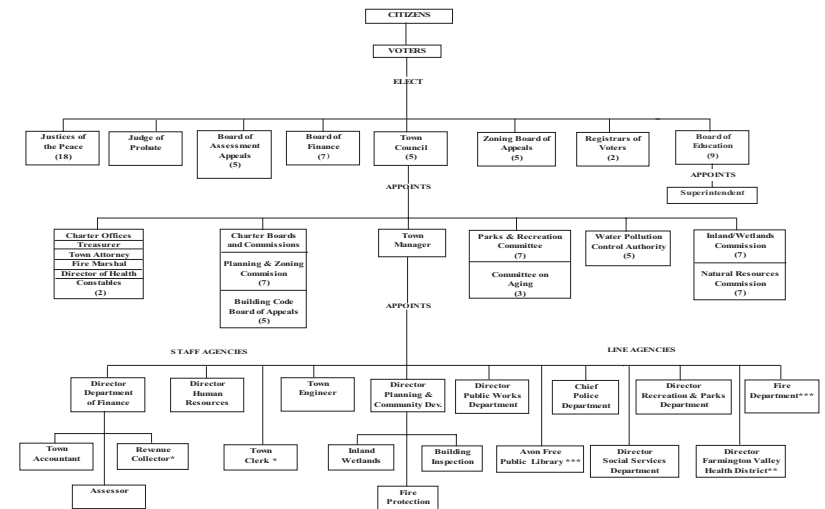 CITIZENS
VOTERS
ELECT
Justices of
the Peace
(18)
Judge of
Probate
Board of
Assessment
Appeals
(5)
Board of
Finance
(7)
Town
Council
(5)
Zoning Board of
Appeals
(5)
Registrars of
Voters
(2)
Board of
Education
(9)
APPOINTS
Superintendent
APPOINTS
Charter Offices
Treasurer
Town Attorney
Fire Marshal
Director of Health
Constables
(2)
Charter Boards
and Commissions
Planning & Zoning
Commision
(7)
Building Code
Board of Appeals
(5)
Town
Manager
Parks & Recreation
Committee
(7)
Committee on
Aging
(3)
Water Pollution
Control Authority
(5)
Inland/Wetlands
Commission
(7)
Natural Resources
Commission
(7)
APPOINTS
STAFF AGENCIES
LINE AGENCIES
Director
Department
of Finance
Director
Human
Resources
Town
Engineer
Director
Planning &
Community Dev.
Director
Public Works
Department
Chief
Police
Department
Director
Recreation & Parks
Department
Fire
Department***
Town
Accountant
Revenue
Collector*
Town
Clerk *
Inland
Wetlands
Building
Inspection
Avon Free
Public Library ***
Director
Social Services
Department
Director
Farmington Valley
Health District**
Assessor
Fire
Protection